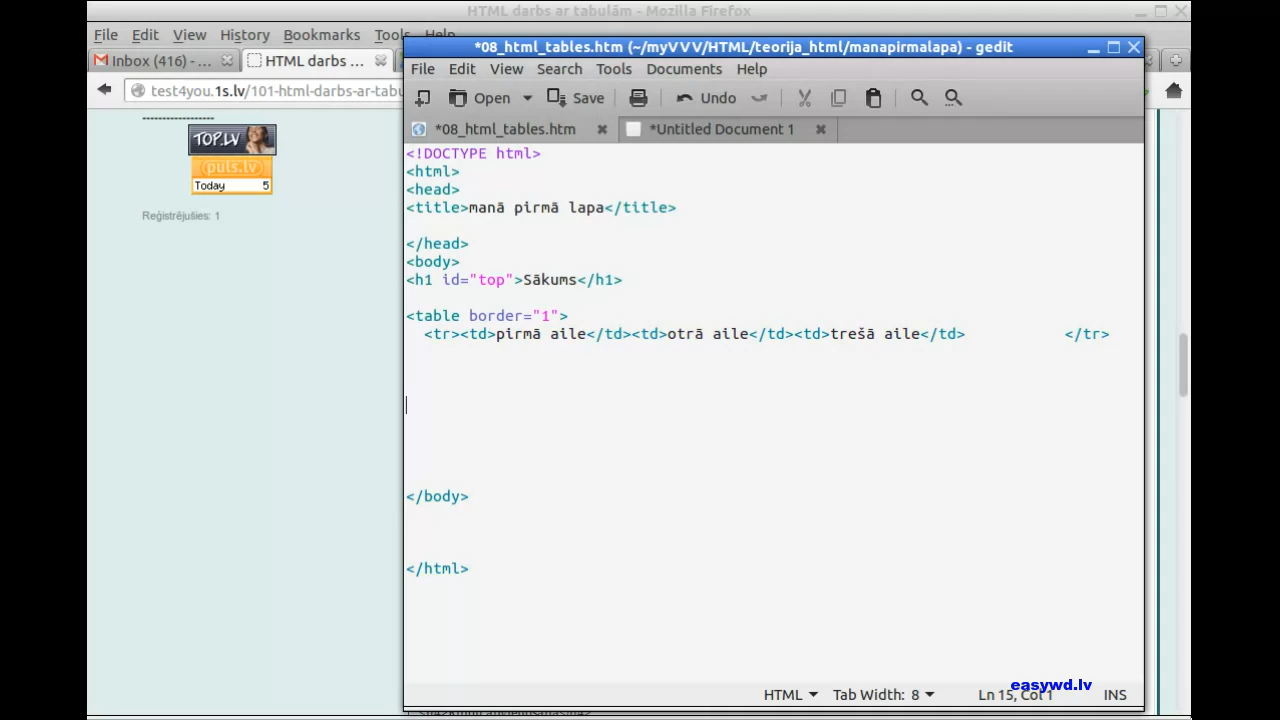 HTML darbs ar tabulām - Mozilla Firefox
File Edit View History Bookmarks Tools Help
*08_html_tables.htm (~/myVVV/HTML/teorija_html/manapirmalapa) - gedit
Inbox (416) - ... HTML darbs ...
File Edit View Search Tools Documents Help
test4you.1s.lv/101-html-darbs-ar-tabu
Open Save Undo
*08_html_tables.htm *Untitled Document 1
------------------
TOP.LV
puls.lv
Today 5
Reģistrējušies: 1
<!DOCTYPE html>
<html>
<head>
<title>manā pirmā lapa</title>
</head>
<body>
<h1 id="top">Sākums</h1>
<table border="1">
<tr><td>pirmā aile</td><td>otrā aile</td><td>trešā aile</td> </tr>
</body>
</html>
easywd.lv
HTML Tab Width: 8 Ln 15, Col 1 INS